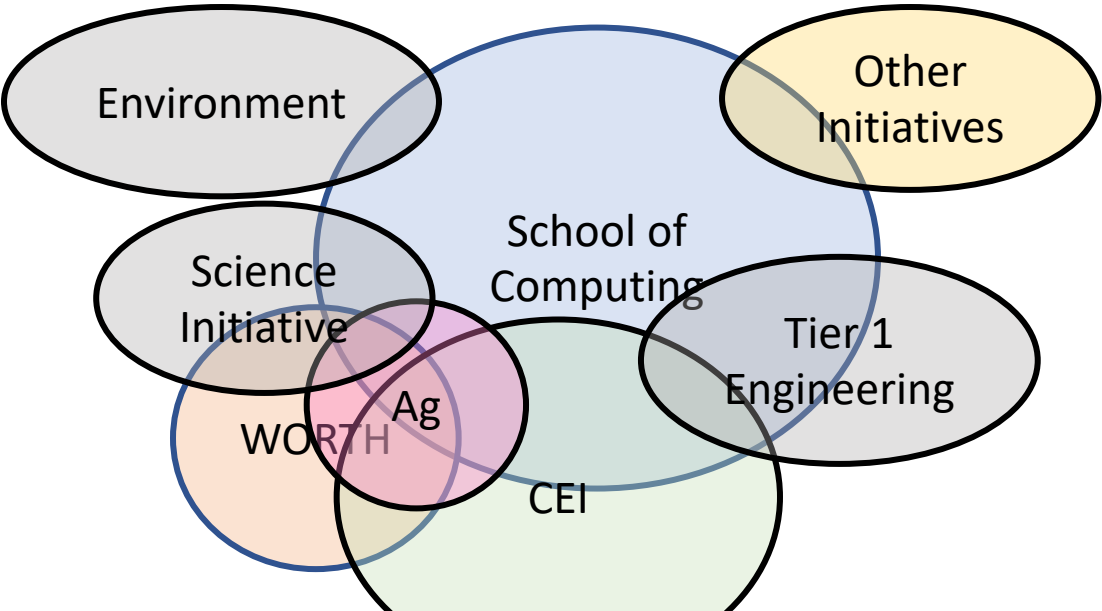 Environment
Other
Initiatives
School of
Computing
Science
Initiative
Tier 1
Engineering
Ag
WORTH
CEI